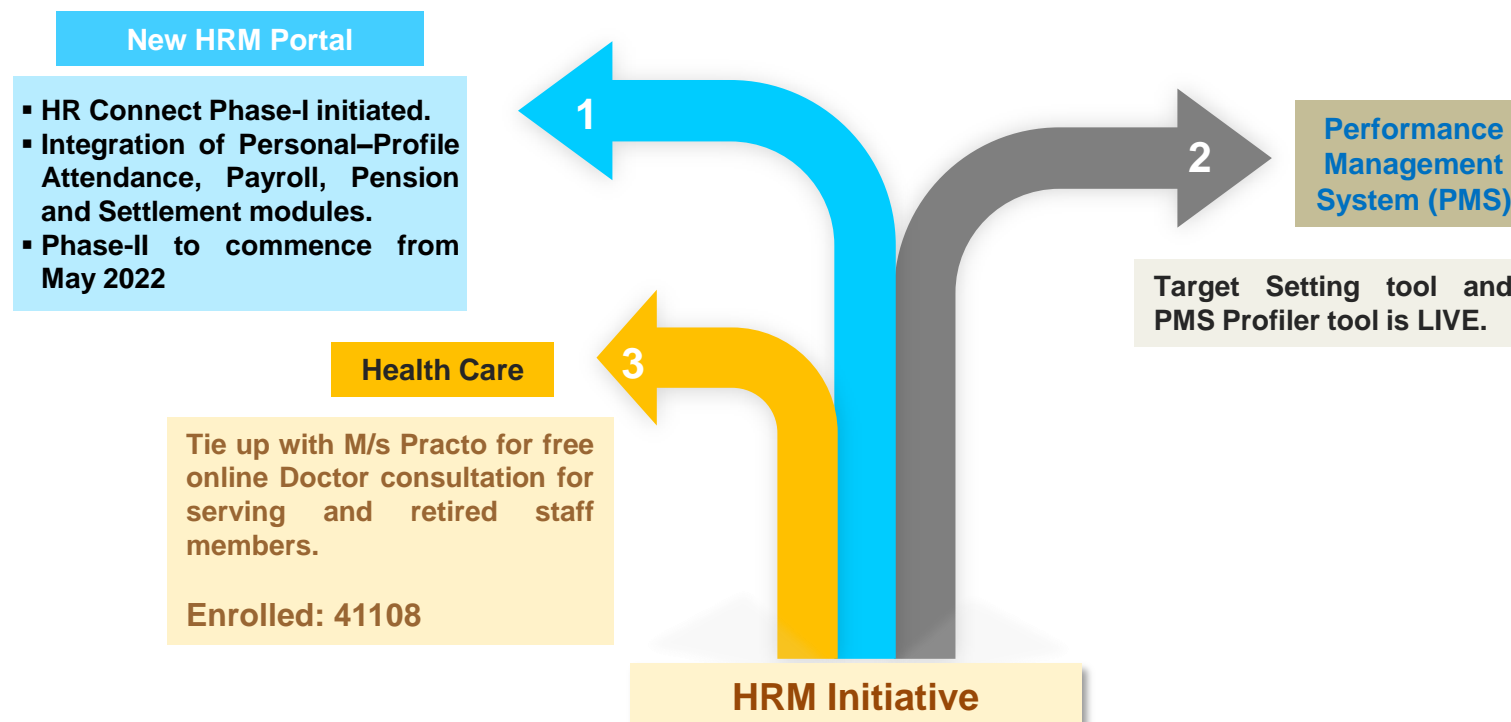 New HRM Portal
▪ HR Connect Phase-I initiated.
▪ Integration of Personal–Profile
Attendance, Payroll, Pension
and Settlement modules.
▪ Phase-II to commence from
May 2022
1
2
Performance
Management
System (PMS)
Target Setting tool and
PMS Profiler tool is LIVE.
Health Care
3
Tie up with M/s Practo for free
online Doctor consultation for
serving and retired staff
members.
Enrolled: 41108
HRM Initiative